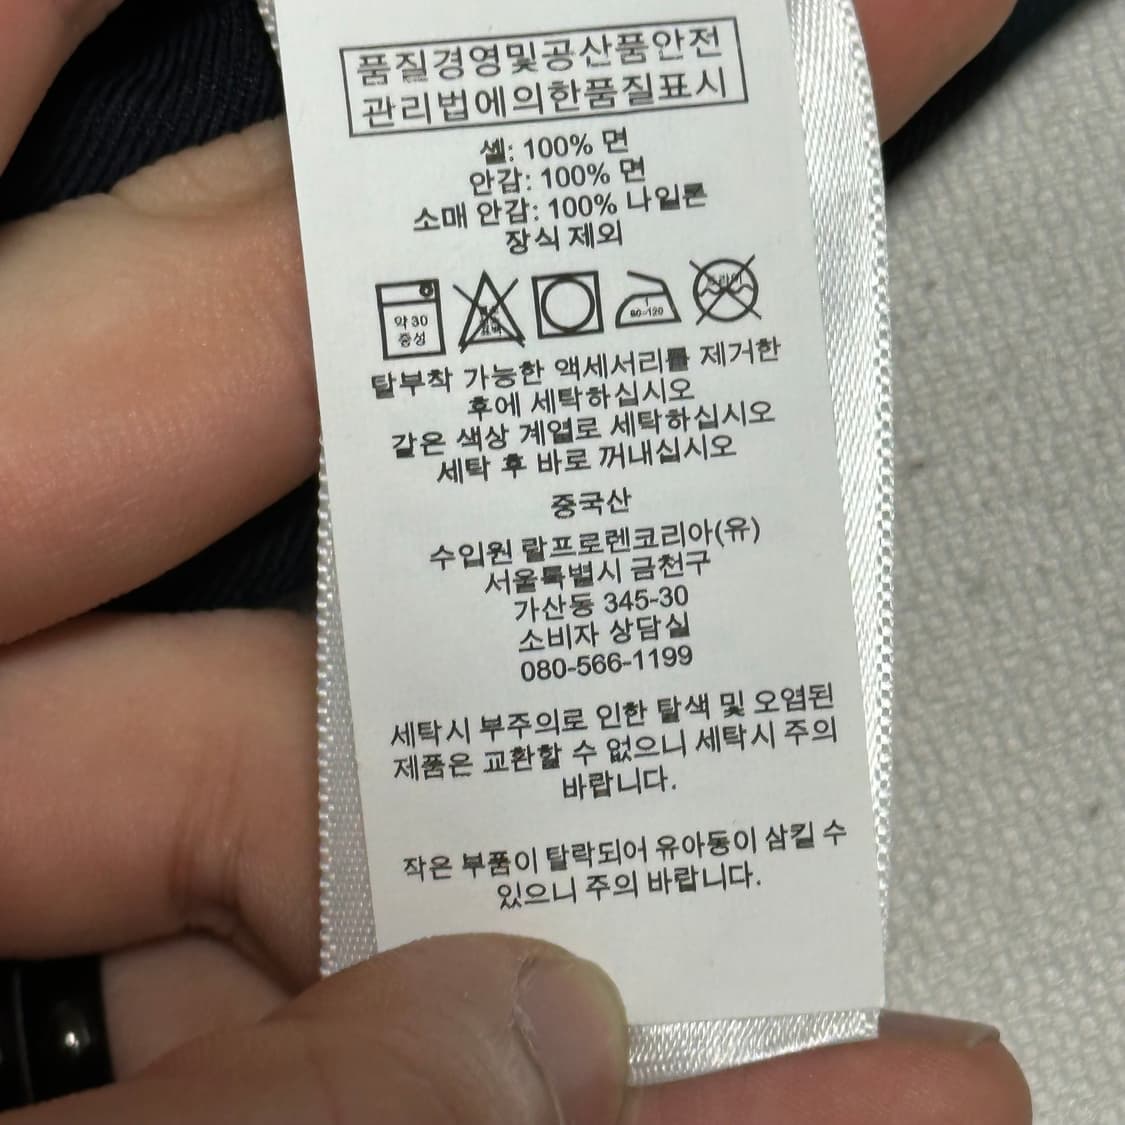 품질경영및공산품안전
관리법에의한품질표시
셸: 100% 면
안감: 100% 면
소매 안감: 100% 나일론
장식 제외
약 30
중성
80~120
탈부착 가능한 액세서리를 제거한
후에 세탁하십시오
같은 색상 계열로 세탁하십시오
세탁 후 바로 꺼내십시오
중국산
수입원 랄프로렌코리아(유)
서울특별시 금천구
가산동 345-30
소비자 상담실
080-566-1199
세탁시 부주의로 인한 탈색 및 오염된
제품은 교환할 수 없으니 세탁시 주의
바랍니다.
작은 부품이 탈락되어 유아동이 삼킬 수
있으니 주의 바랍니다.